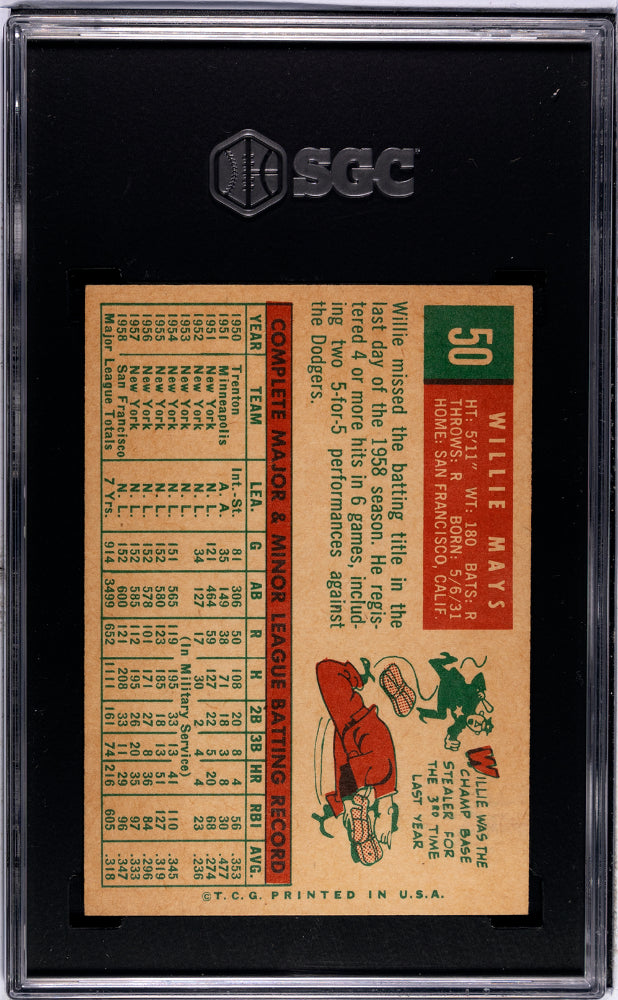 SGC
50
WILLIE MAYS
HT: 5'11" WT: 180 BATS: R
THROWS: R BORN: 5/6/31
HOME: SAN FRANCISCO, CALIF.
Willie missed the batting title in the
last day of the 1958 season. He regis-
tered 4 or more hits in 6 games, includ-
ing two 5-for-5 performances against
the Dodgers.
WILLIE WAS THE
CHAMP BASE
STEALER FOR
THE 3RD TIME
LAST YEAR
COMPLETE MAJOR & MINOR LEAGUE BATTING RECORD
YEAR TEAM LEA G AB R H 2B 3B HR RBI AVG.
1950 Trenton Int.-St. 81 306 50 108 20 8 4 56 .353
1951 Minneapolis A. A. 35 149 38 71 18 3 8 30 .477
1951 New York N. L. 121 464 59 127 22 5 20 68 .274
1952 New York N. L. 34 127 17 30 2 4 4 23 .236
1953 New York (In Military Service)
1954 New York N. L. 151 565 119 195 33 13 41 110 .345
1955 New York N. L. 152 580 123 185 18 13 51 127 .319
1956 New York N. L. 152 578 101 171 27 8 36 84 .296
1957 New York N. L. 152 585 112 195 26 20 35 97 .333
1958 San Francisco N. L. 152 600 121 208 33 11 29 96 .347
Major League Totals 7 Yrs. 914 3499 652 1111 161 74 216 605 .318
©T.C.G. PRINTED IN U.S.A.